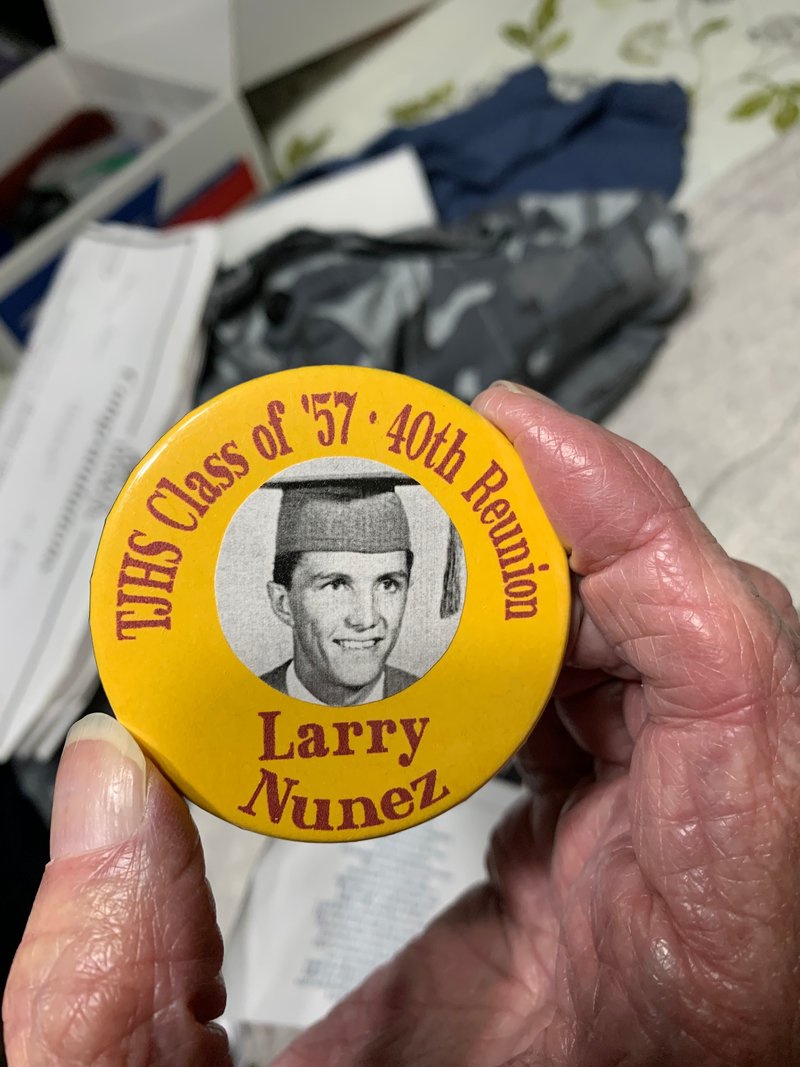 TJHS Class of '57 · 40th Reunion
Larry
Nunez